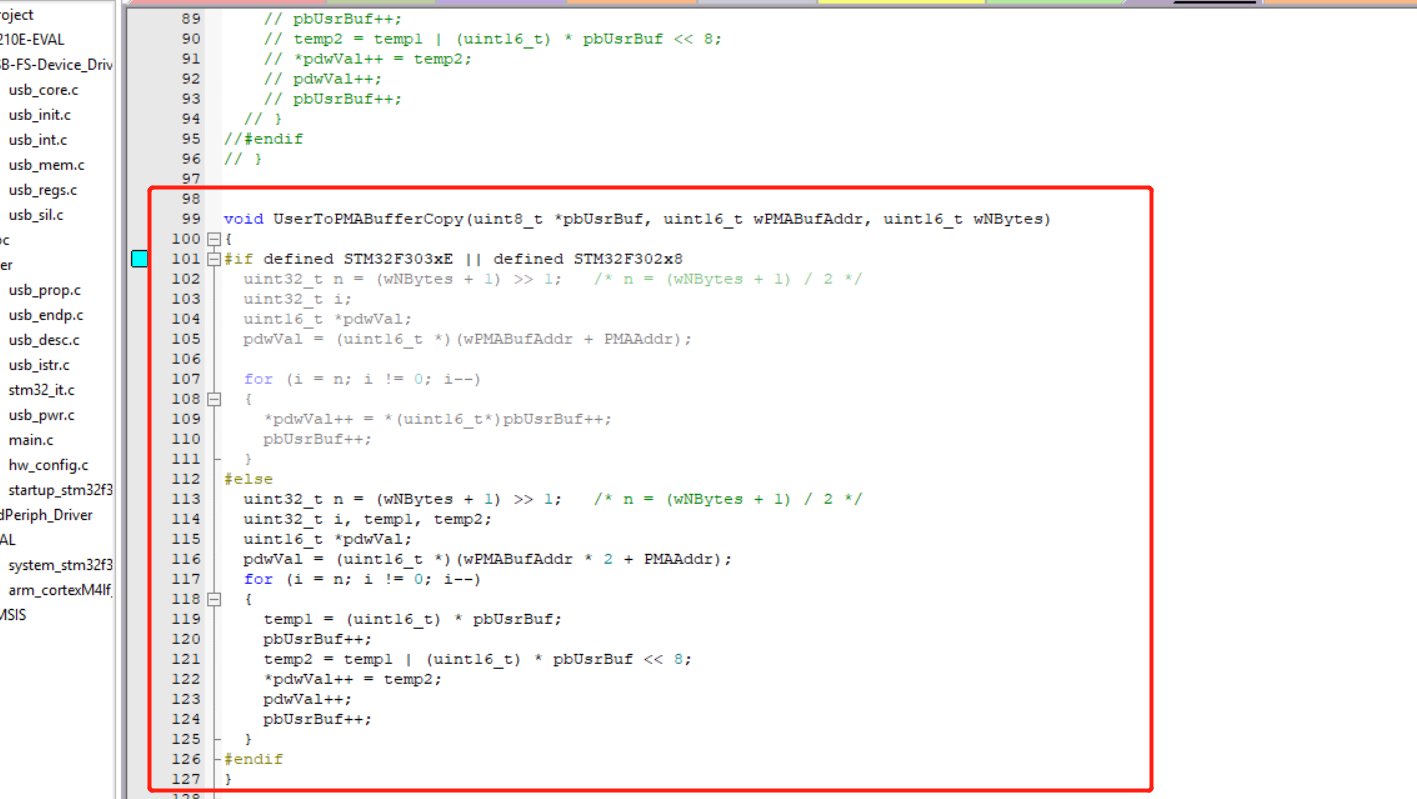 roject
210E-EVAL
B-FS-Device_Driv
usb_core.c
usb_init.c
usb_int.c
usb_mem.c
usb_regs.c
usb_sil.c
usb_prop.c
usb_endp.c
usb_desc.c
usb_istr.c
stm32_it.c
usb_pwr.c
main.c
hw_config.c
startup_stm32f3
dPeriph_Driver
AL
system_stm32f3
arm_cortexM4lf_
MSIS
89 // pbUsrBuf++;
90 // temp2 = temp1 | (uint16_t) * pbUsrBuf << 8;
91 // *pdwVal++ = temp2;
92 // pdwVal++;
93 // pbUsrBuf++;
94 // }
95 //#endif
96 // }
97
98
99 void UserToPMABufferCopy(uint8_t *pbUsrBuf, uint16_t wPMABufAddr, uint16_t wNBytes)
100 {
101 #if defined STM32F303xE || defined STM32F302x8
102 uint32_t n = (wNBytes + 1) >> 1;   /* n = (wNBytes + 1) / 2 */
103 uint32_t i;
104 uint16_t *pdwVal;
105 pdwVal = (uint16_t *)(wPMABufAddr + PMAAddr);
106
107 for (i = n; i != 0; i--)
108 {
109 *pdwVal++ = *(uint16_t*)pbUsrBuf++;
110 pbUsrBuf++;
111 }
112 #else
113 uint32_t n = (wNBytes + 1) >> 1;   /* n = (wNBytes + 1) / 2 */
114 uint32_t i, temp1, temp2;
115 uint16_t *pdwVal;
116 pdwVal = (uint16_t *)(wPMABufAddr * 2 + PMAAddr);
117 for (i = n; i != 0; i--)
118 {
119 temp1 = (uint16_t) * pbUsrBuf;
120 pbUsrBuf++;
121 temp2 = temp1 | (uint16_t) * pbUsrBuf << 8;
122 *pdwVal++ = temp2;
123 pdwVal++;
124 pbUsrBuf++;
125 }
126 #endif
127 }
128